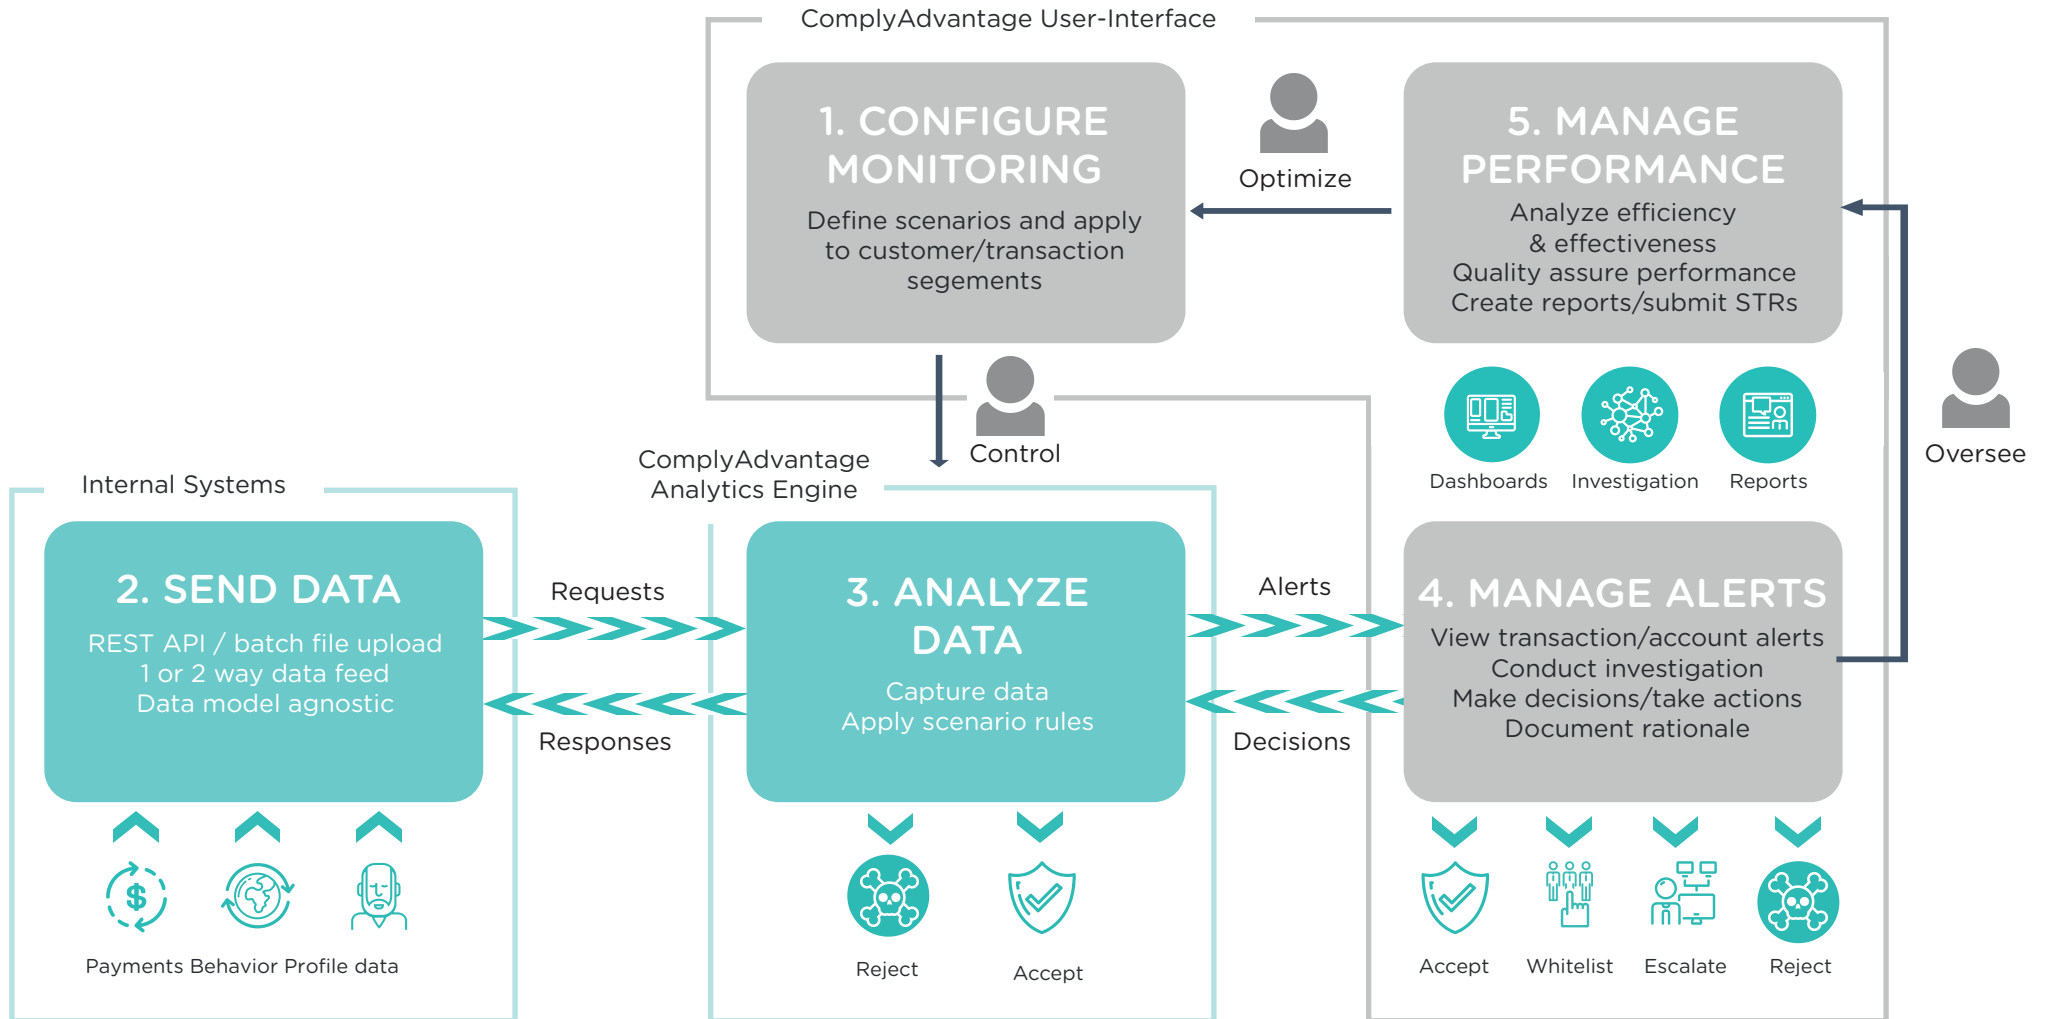 ComplyAdvantage User-Interface
1. CONFIGURE
MONITORING
Define scenarios and apply
to customer/transaction
segements
Optimize
5. MANAGE
PERFORMANCE
Analyze efficiency
& effectiveness
Quality assure performance
Create reports/submit STRs
Dashboards
Investigation
Reports
Oversee
Control
Internal Systems
2. SEND DATA
REST API / batch file upload
1 or 2 way data feed
Data model agnostic
Payments
Behavior
Profile data
Requests
Responses
ComplyAdvantage
Analytics Engine
3. ANALYZE
DATA
Capture data
Apply scenario rules
Reject
Accept
Alerts
Decisions
4. MANAGE ALERTS
View transaction/account alerts
Conduct investigation
Make decisions/take actions
Document rationale
Accept
Whitelist
Escalate
Reject
$